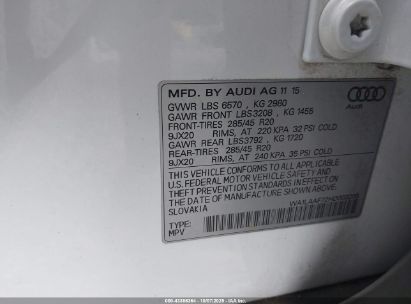 MFD. BY AUDI AG 11 15
GVWR LBS 6570 , KG 2980
GAWR FRONT LBS3208 , KG 1455
FRONT-TIRES 285/45 R20
9JX20 RIMS, AT 220 KPA 32 PSI COLD
GAWR REAR LBS3792 , KG 1720
REAR-TIRES 285/45 R20
9JX20 RIMS, AT 240 KPA 35 PSI COLD
THIS VEHICLE CONFORMS TO ALL APPLICABLE
U.S. FEDERAL MOTOR VEHICLE SAFETY AND
THEFT PREVENTION STANDARDS IN EFFECT ON
THE DATE OF MANUFACTURE SHOWN ABOVE.
SLOVAKIA
TYPE:
MPV
Audi